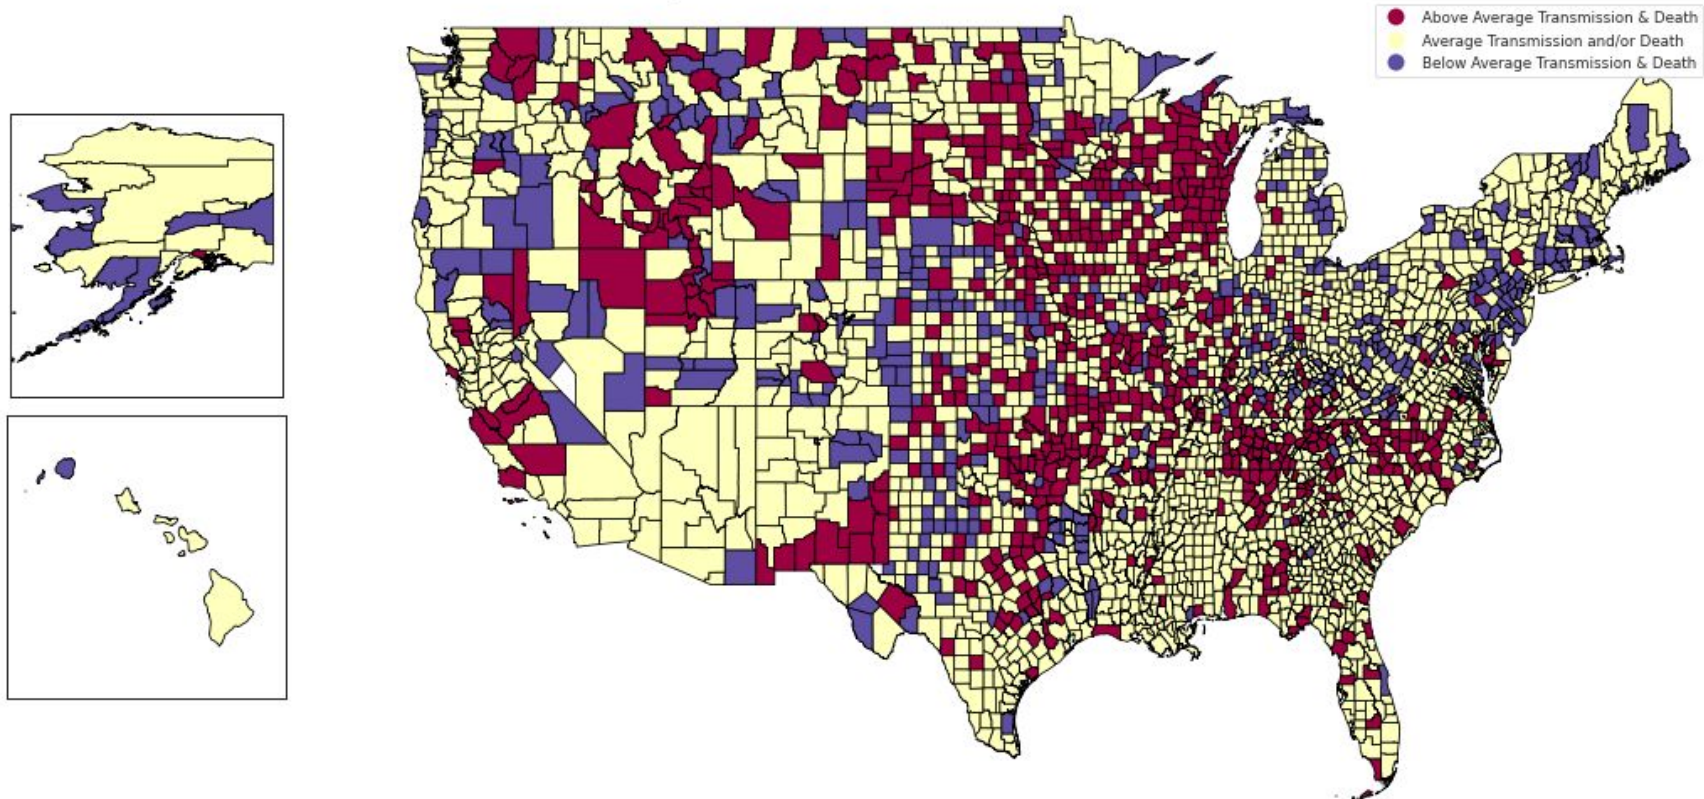 Above Average Transmission & Death
Average Transmission and/or Death
Below Average Transmission & Death